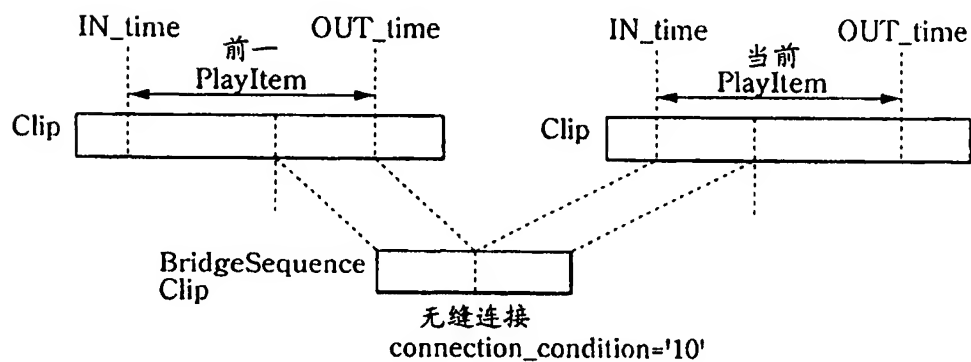 IN_time
OUT_time
IN_time
OUT_time
前一
PlayItem
当前
PlayItem
Clip
Clip
BridgeSequence
Clip
无缝连接
connection_condition='10'